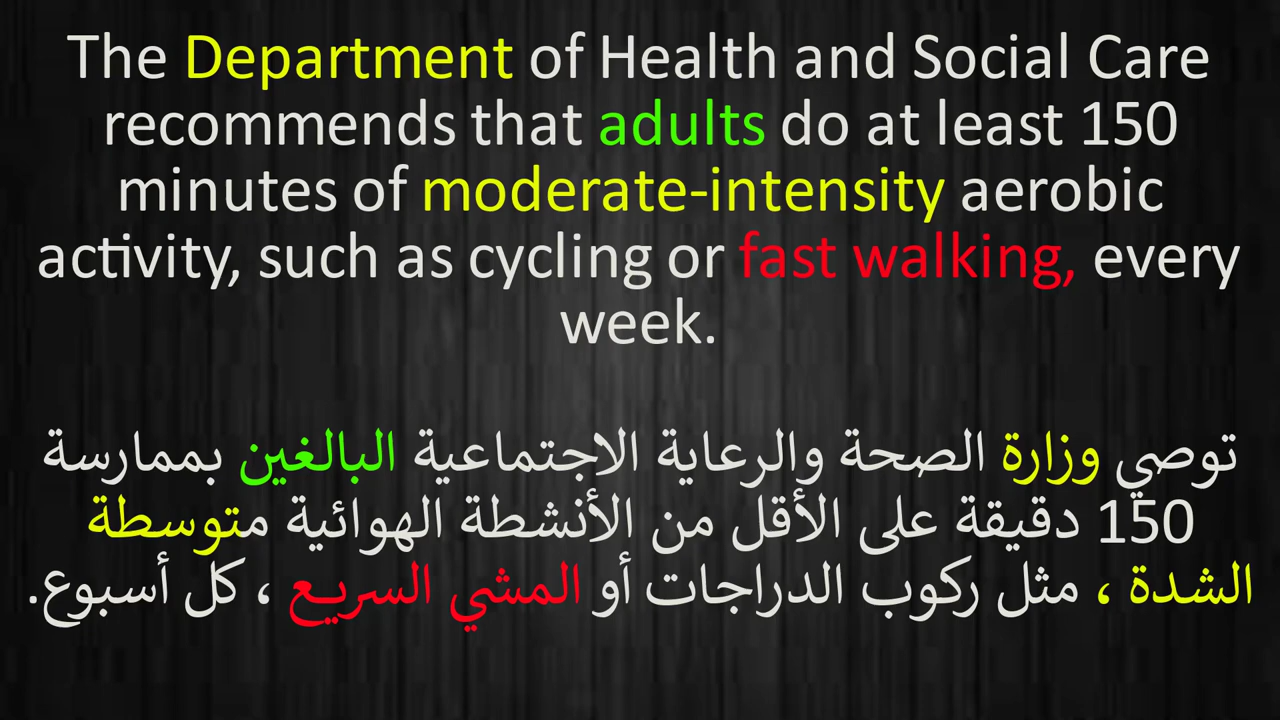 The Department of Health and Social Care
recommends that adults do at least 150
minutes of moderate-intensity aerobic
activity, such as cycling or fast walking, every
week.
توصي وزارة الصحة والرعاية الاجتماعية البالغين بممارسة
150 دقيقة على الأقل من الأنشطة الهوائية متوسطة
الشدة ، مثل ركوب الدراجات أو المشي السريع ، كل أسبوع.